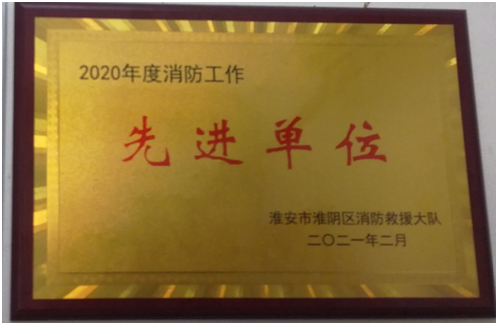 2020年度消防工作
先进单位
淮安市淮阴区消防救援大队
二〇二一年二月